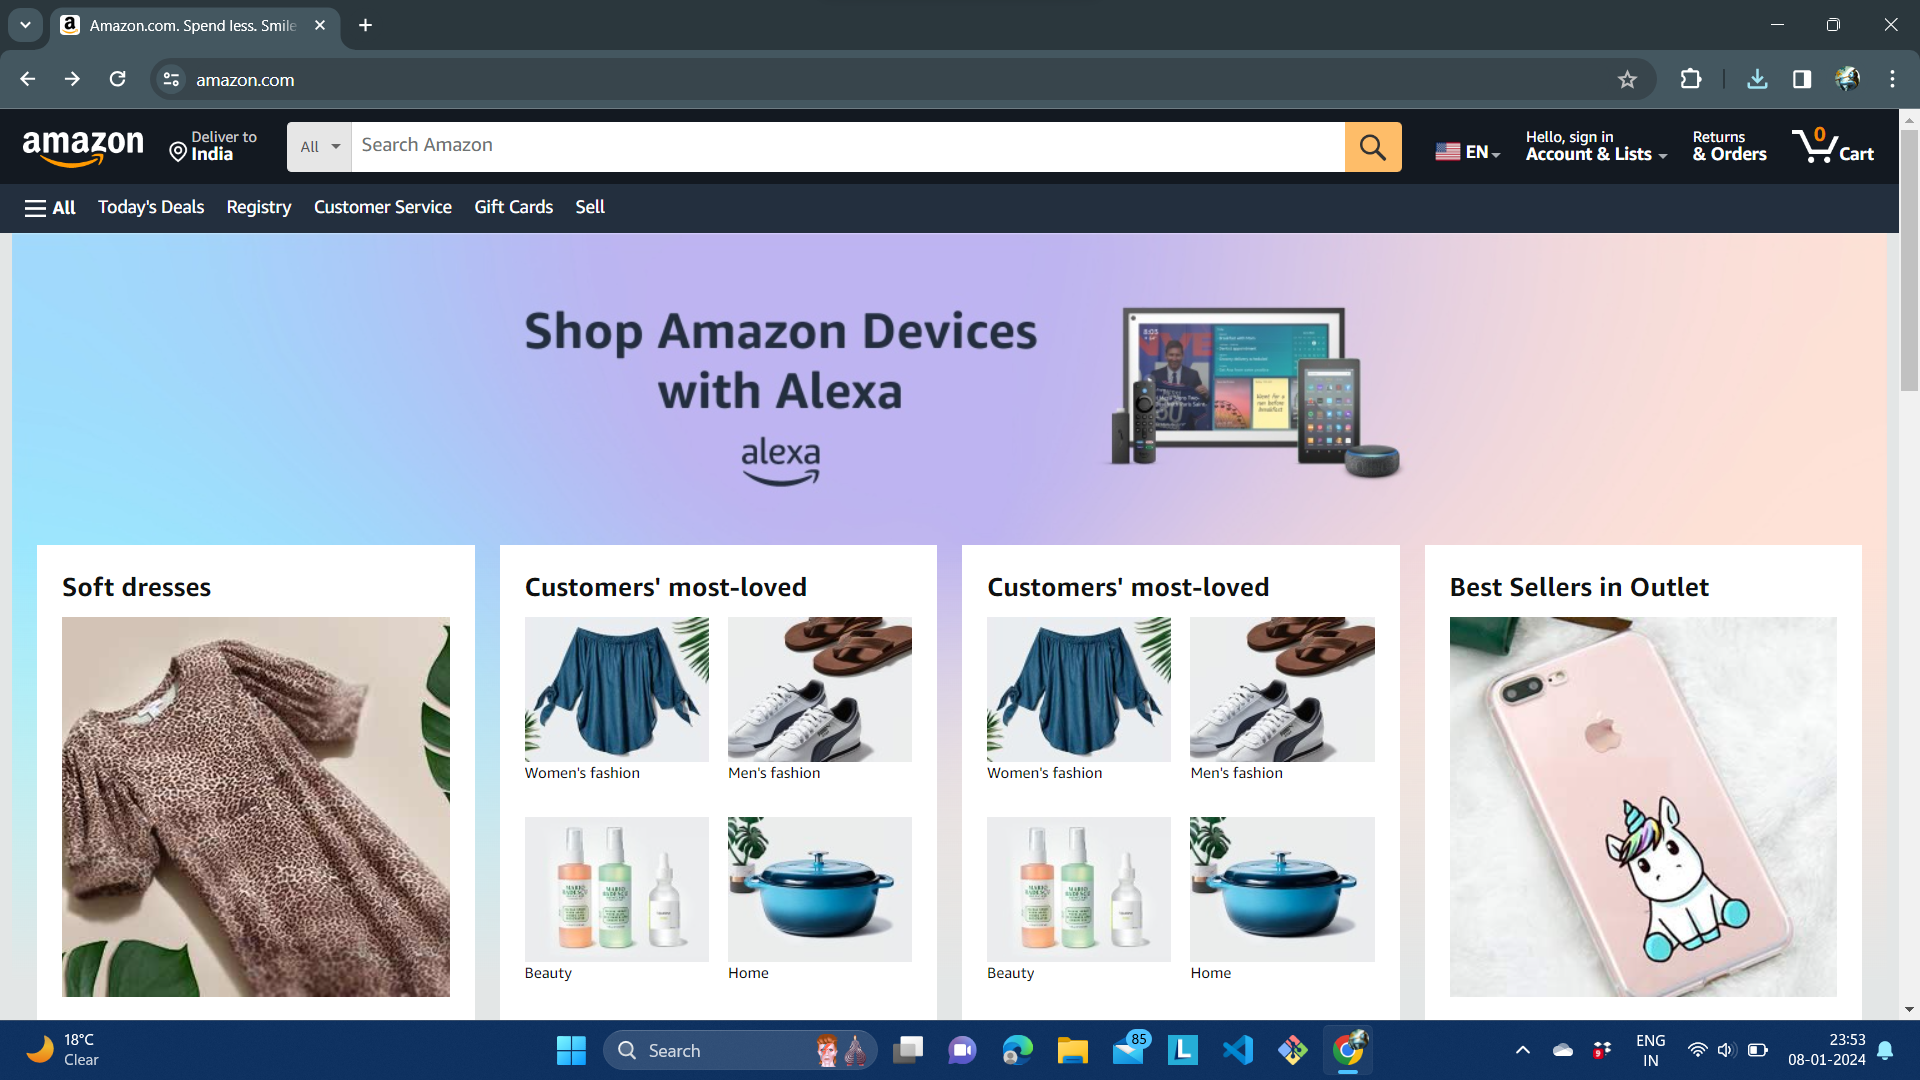 Amazon.com. Spend less. Smile
amazon.com
amazon
Deliver to
India
All
Search Amazon
EN
Hello, sign in
Account & Lists
Returns
& Orders
0
Cart
All
Today's Deals
Registry
Customer Service
Gift Cards
Sell
Shop Amazon Devices
with Alexa
alexa
8:03
Soft dresses
Customers' most-loved
Women's fashion
Men's fashion
Beauty
Home
Customers' most-loved
Women's fashion
Men's fashion
Beauty
Home
Best Sellers in Outlet
18°C
Clear
Search
85
L
9
ENG
IN
23:53
08-01-2024